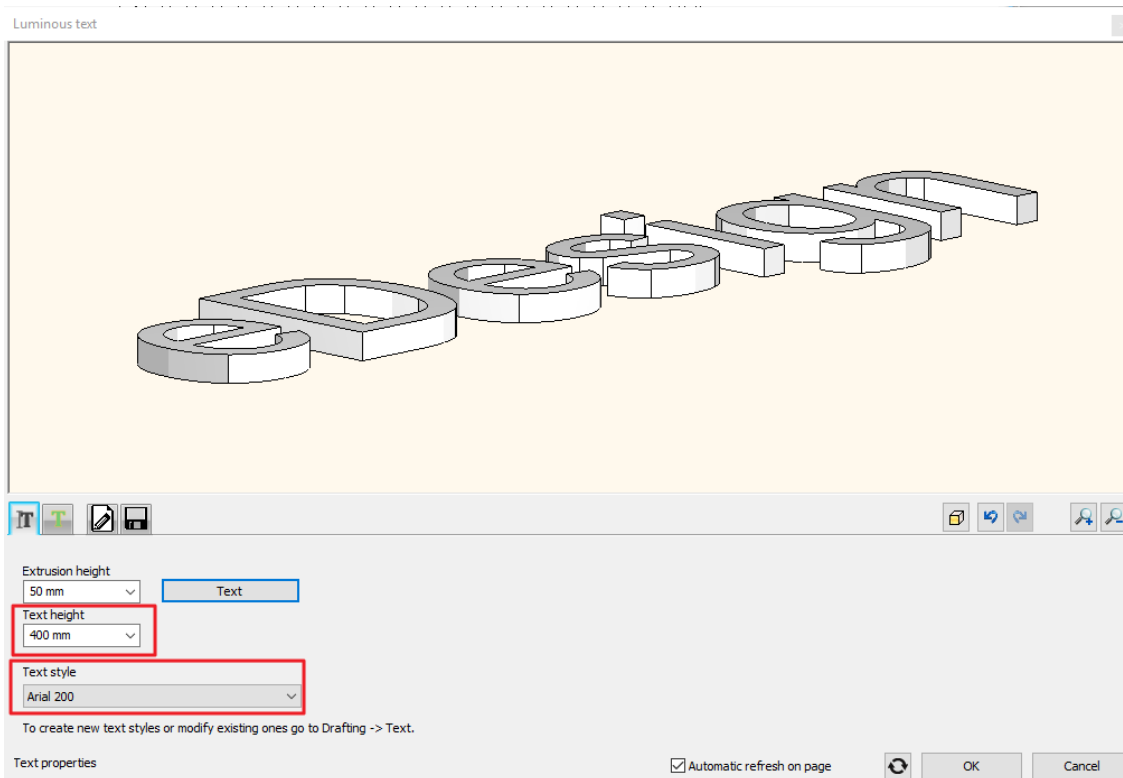 Luminous text
eDesign
Extrusion height
50 mm
Text
Text height
400 mm
Text style
Arial 200
To create new text styles or modify existing ones go to Drafting -> Text.
Text properties
Automatic refresh on page
OK
Cancel